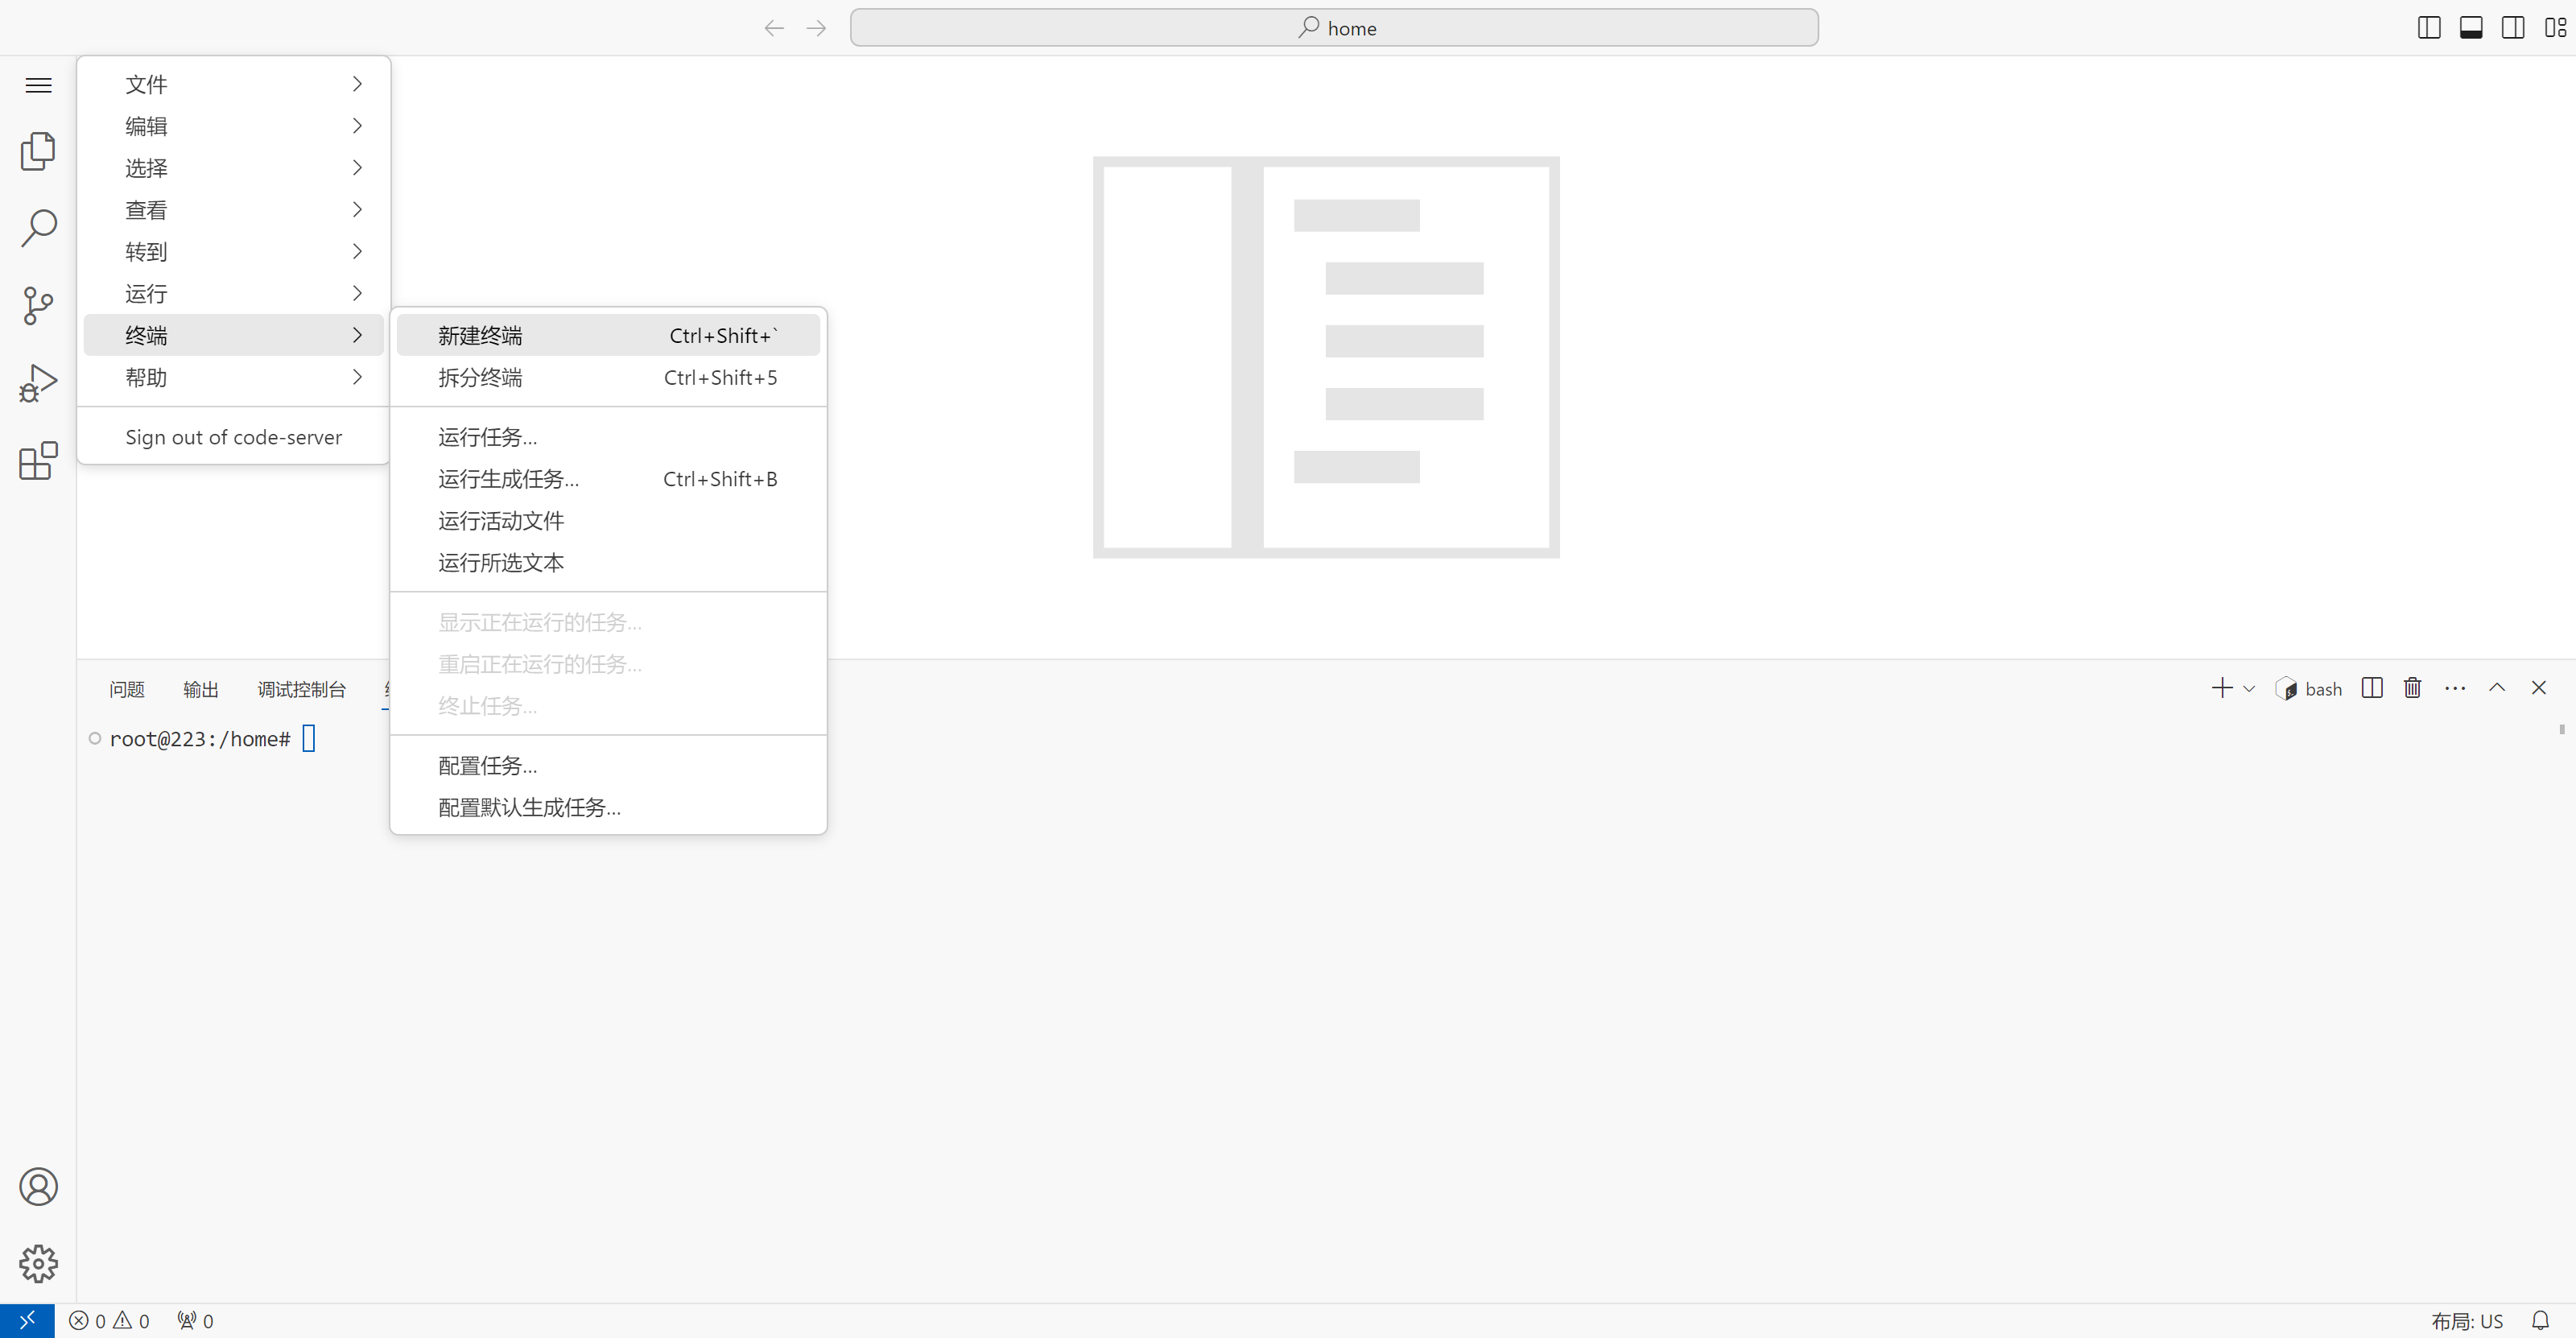 home
文件
编辑
选择
查看
转到
运行
终端
帮助
Sign out of code-server
新建终端 Ctrl+Shift+`
拆分终端 Ctrl+Shift+5
运行任务...
运行生成任务... Ctrl+Shift+B
运行活动文件
运行所选文本
显示正在运行的任务...
重启正在运行的任务...
终止任务...
配置任务...
配置默认生成任务...
问题 输出 调试控制台
bash
root@223:/home#
0 0 0
布局: US